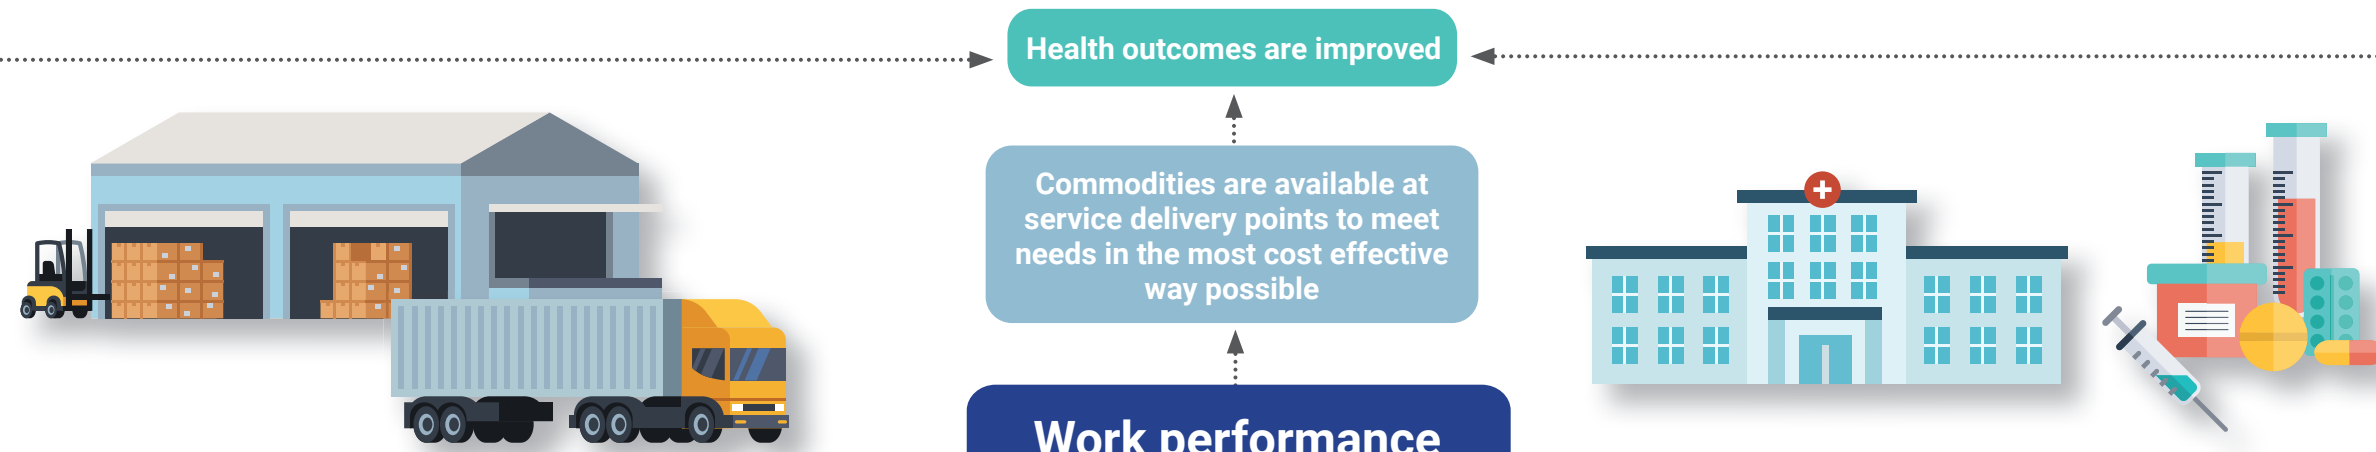 Health outcomes are improved
Commodities are available at
service delivery points to meet
needs in the most cost effective
way possible
Work performance